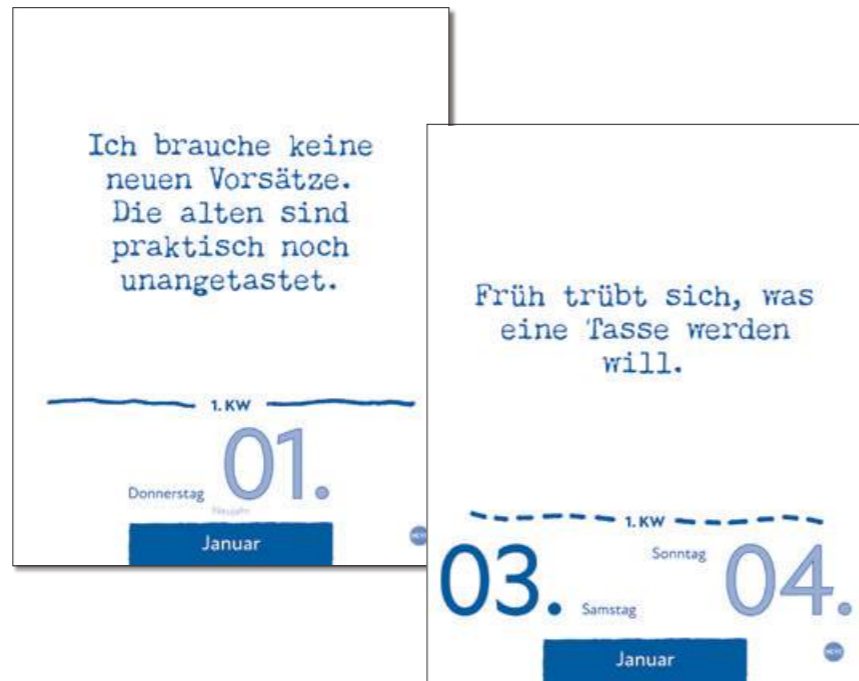 Ich brauche keine
neuen Vorsätze.
Die alten sind
praktisch noch
unangetastet.
1. KW
Donnerstag
01.
Neujahr
Januar
Früh trübt sich, was
eine Tasse werden
will.
1. KW
03.
Samstag
Sonntag
04.
Januar